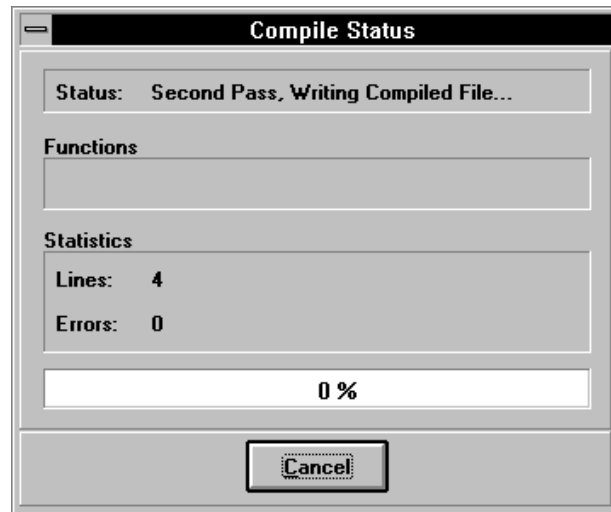 Compile Status
Status: Second Pass, Writing Compiled File...
Functions
Statistics
Lines: 4
Errors: 0
0 %
Cancel